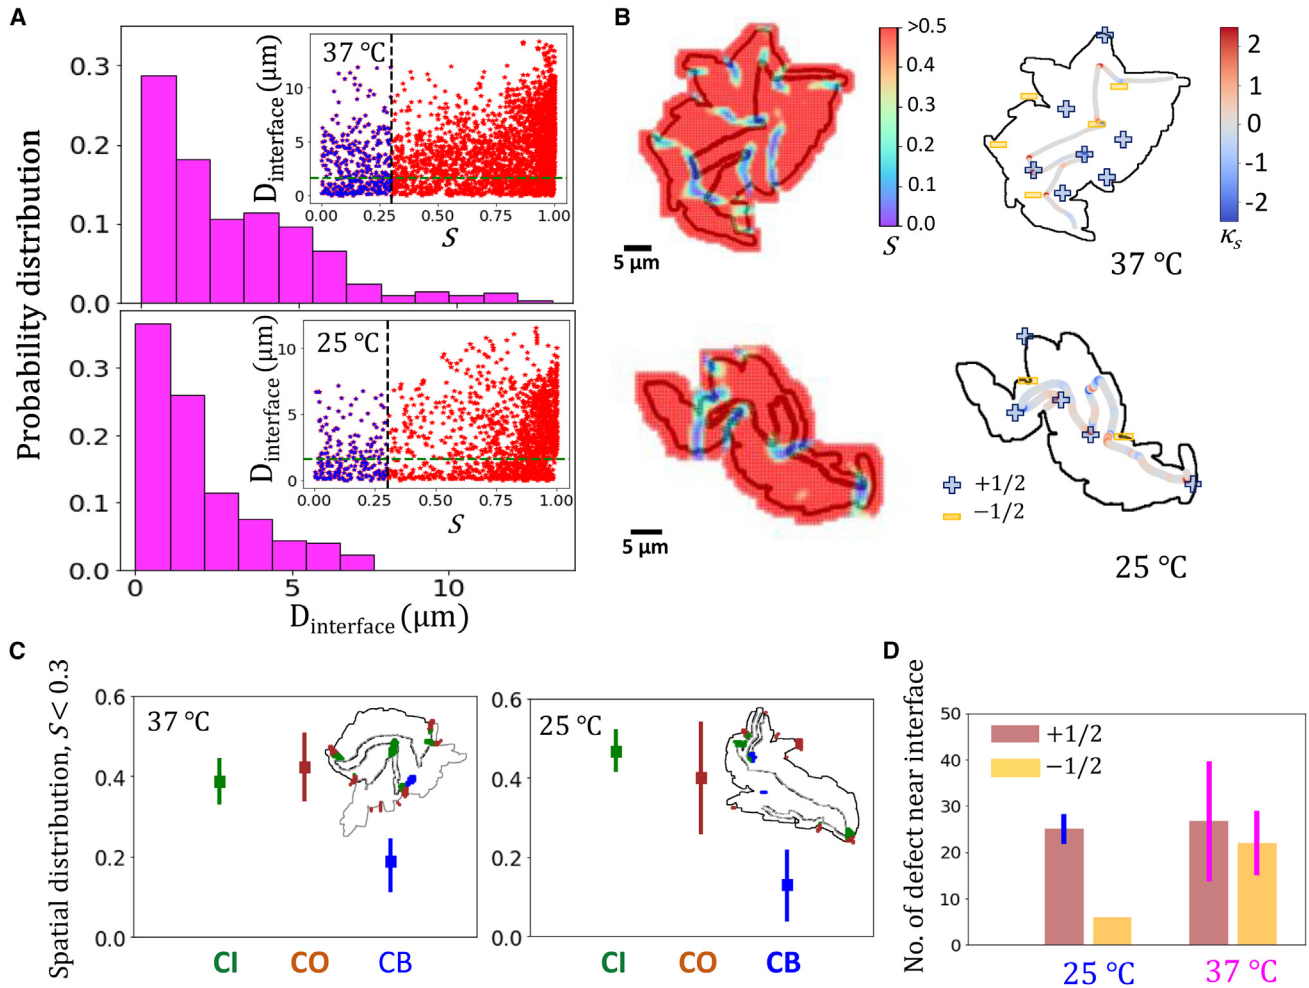 A
Probability distribution
0.3
0.2
0.1
0.0
37 °C
D_interface (μm)
10
5
0
0.00 0.25 0.50 0.75 1.00
S
0.3
0.2
0.1
0.0
25 °C
D_interface (μm)
10
5
0
0.00 0.25 0.50 0.75 1.00
S
0 5 10
D_interface (μm)
B
5 μm
>0.5
0.4
0.3
0.2
0.1
0.0
S
37 °C
2
1
0
-1
-2
κ_s
5 μm
+1/2
−1/2
25 °C
C
Spatial distribution, S < 0.3
0.6
0.4
0.2
0.0
37 °C
CI CO CB
0.6
0.4
0.2
0.0
25 °C
CI CO CB
D
No. of defect near interface
50
40
30
20
10
0
+1/2
−1/2
25 °C 37 °C